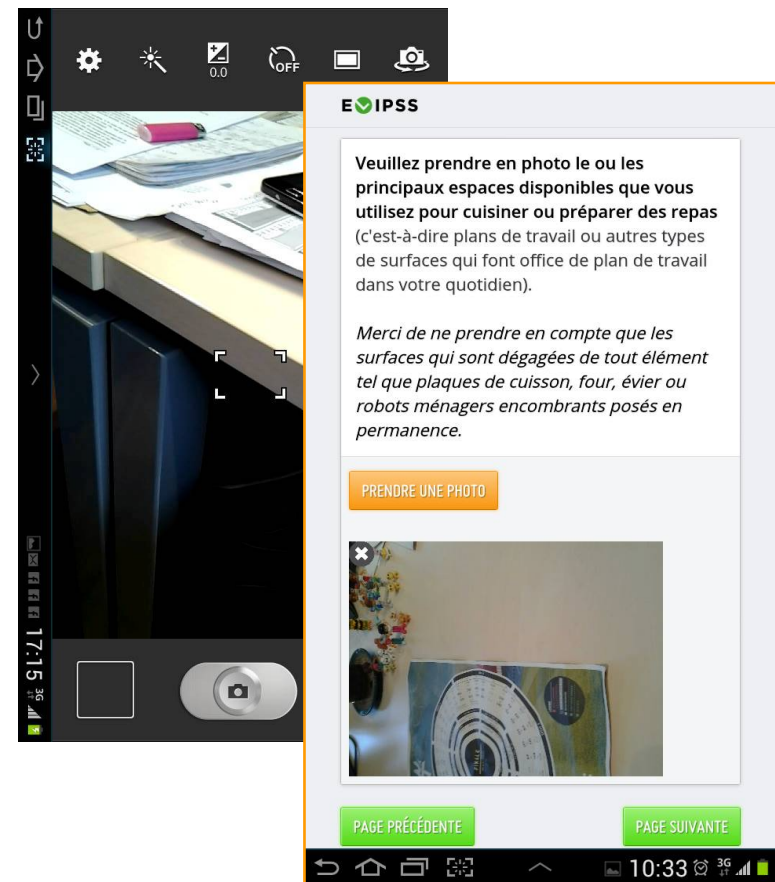 0.0
OFF
17:15
3G
EIPSS
Veuillez prendre en photo le ou les
principaux espaces disponibles que vous
utilisez pour cuisiner ou préparer des repas
(c'est-à-dire plans de travail ou autres types
de surfaces qui font office de plan de travail
dans votre quotidien).
Merci de ne prendre en compte que les
surfaces qui sont dégagées de tout élément
tel que plaques de cuisson, four, évier ou
robots ménagers encombrants posés en
permanence.
PRENDRE UNE PHOTO
FINALE
PAGE PRÉCÉDENTE
PAGE SUIVANTE
10:33
3G